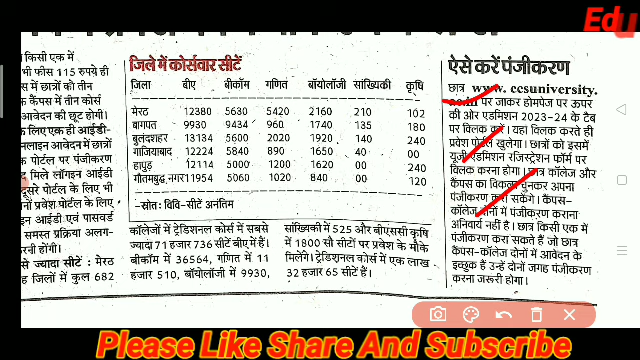 Edu
किसी एक में
भी फीस 115 रुपये ही
स में छात्रों को तीन
क कैंपस में तीन कोर्स
आवेदन की छूट होगी।
के लिए एक ही आईडी-
नलाइन आवेदन में छात्रों
के पोर्टल पर पंजीकरण
मिले लॉगइन आईडी
दूसरे पोर्टल के लिए भी
नों प्रवेश पोर्टल के लिए
इन आईडी एवं पासवर्ड
समस्त प्रक्रिया अलग-
रनी होगी।
से ज्यादा सीटें : मेरठ
ह जिलों में कुल 682
जिले में कोर्सवार सीटें
जिला बीए बीकॉम गणित बॉयोलॉजी सांख्यिकी कृषि
मेरठ 12380 5630 5420 2160 210 102
बागपत 9930 9434 960 1740 135 180
बुलंदशहर 13134 5600 2020 1920 140 240
गाजियाबाद 12224 5840 890 1650 40 00
हापुड़ 12114 5000 1200 1620 00 240
गौतमबुद्ध नगर 11954 5060 1020 840 00 120
–स्रोत: विवि-सीटें अनंतिम
कॉलेजों में ट्रेडिशनल कोर्स में सबसे
ज्यादा 71 हजार 736 सीटें बीए में हैं।
बीकॉम में 36564, गणित में 11
हजार 510, बॉयोलॉजी में 9930,
सांख्यिकी में 525 और बीएससी कृषि
में 1800 सौ सीटों पर प्रवेश के मौके
मिलेंगे। ट्रेडिशनल कोर्स में एक लाख
32 हजार 65 सीटें हैं।
ऐसे करें पंजीकरण
छात्र www.ccsuniversity.
पर जाकर होमपेज पर ऊपर
की ओर एडमिशन 2023-24 के टैब
पर क्लिक करें। यहां क्लिक करते ही
प्रवेश पोर्टल खुलेगा। छात्रों को इसमें
यूजी एडमिशन रजिस्ट्रेशन फॉर्म पर
क्लिक करना होगा। छात्र कॉलेज और
कैंपस का विकल्प चुनकर अपना
पंजीकरण करा सकेंगे। कैंपस-
कॉलेज दोनों में पंजीकरण कराना
अनिवार्य नहीं है। छात्र किसी एक में
पंजीकरण करा सकते हैं जो छात्र
कैंपस-कॉलेज दोनों में आवेदन के
इच्छुक हैं उन्हें दोनों जगह पंजीकरण
करना जरूरी होगा।
Please Like Share And Subscribe